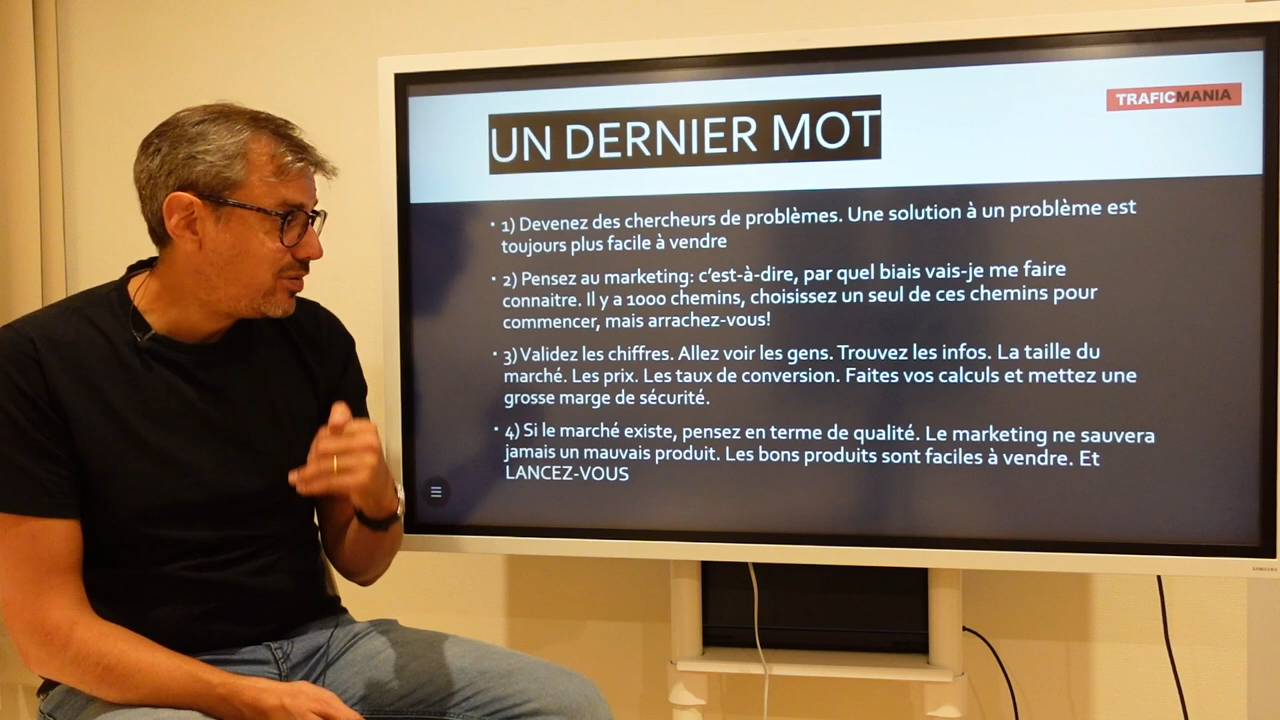 TRAFICMANIA
UN DERNIER MOT
• 1) Devenez des chercheurs de problèmes. Une solution à un problème est
toujours plus facile à vendre
• 2) Pensez au marketing: c'est-à-dire, par quel biais vais-je me faire
connaitre. Il y a 1000 chemins, choisissez un seul de ces chemins pour
commencer, mais arrachez-vous!
• 3) Validez les chiffres. Allez voir les gens. Trouvez les infos. La taille du
marché. Les prix. Les taux de conversion. Faites vos calculs et mettez une
grosse marge de sécurité.
• 4) Si le marché existe, pensez en terme de qualité. Le marketing ne sauvera
jamais un mauvais produit. Les bons produits sont faciles à vendre. Et
LANCEZ-VOUS
SAMSUNG